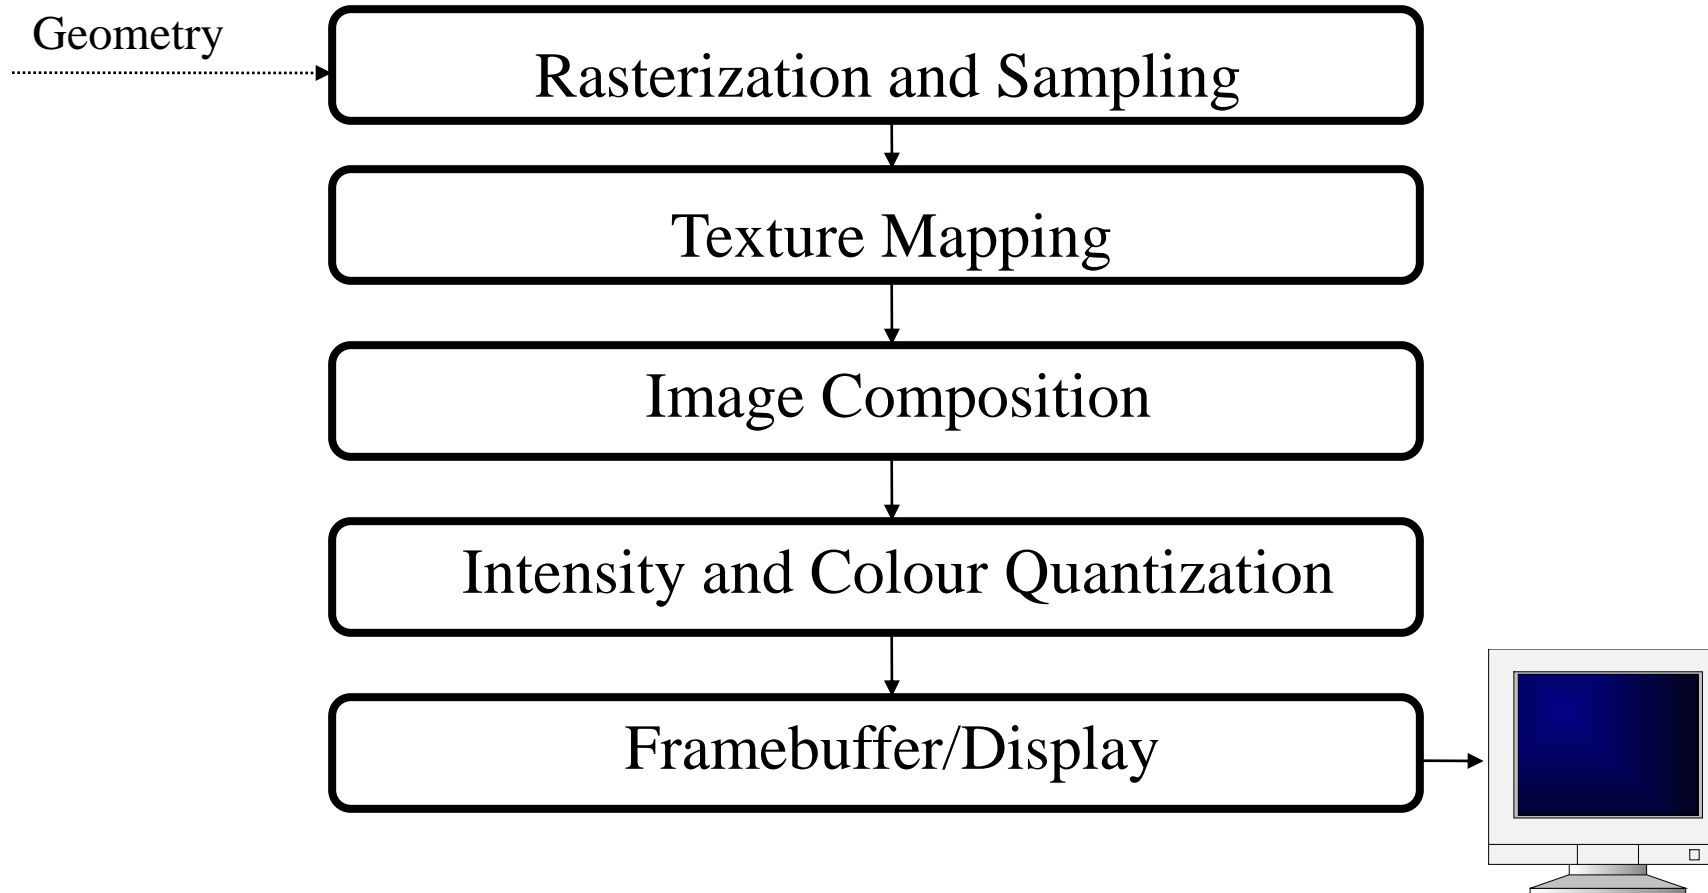 Geometry
Rasterization and Sampling
Texture Mapping
Image Composition
Intensity and Colour Quantization
Framebuffer/Display